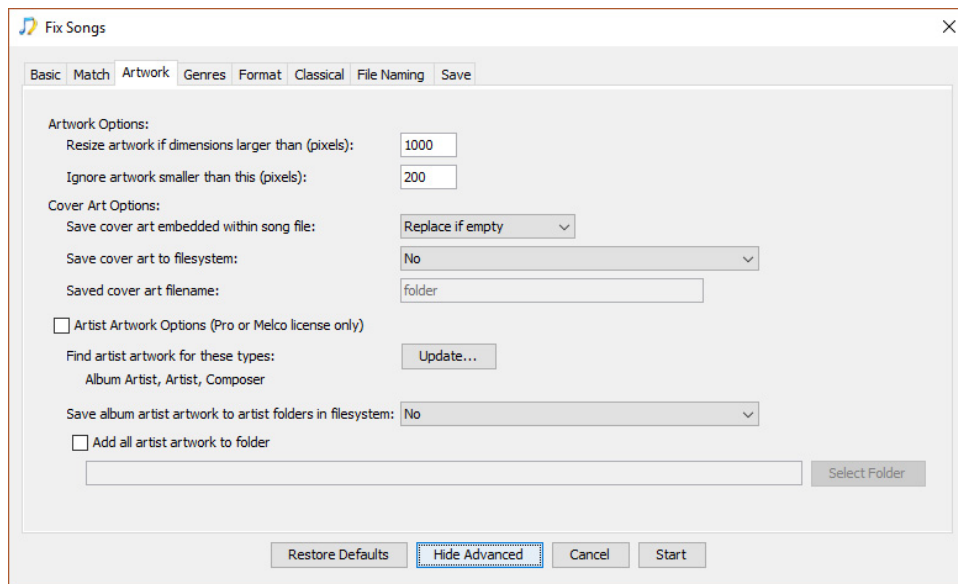 Fix Songs
Basic Match Artwork Genres Format Classical File Naming Save
Artwork Options:
Resize artwork if dimensions larger than (pixels): 1000
Ignore artwork smaller than this (pixels): 200
Cover Art Options:
Save cover art embedded within song file: Replace if empty
Save cover art to filesystem: No
Saved cover art filename: folder
Artist Artwork Options (Pro or Melco license only)
Find artist artwork for these types: Update...
Album Artist, Artist, Composer
Save album artist artwork to artist folders in filesystem: No
Add all artist artwork to folder
Select Folder
Restore Defaults Hide Advanced Cancel Start